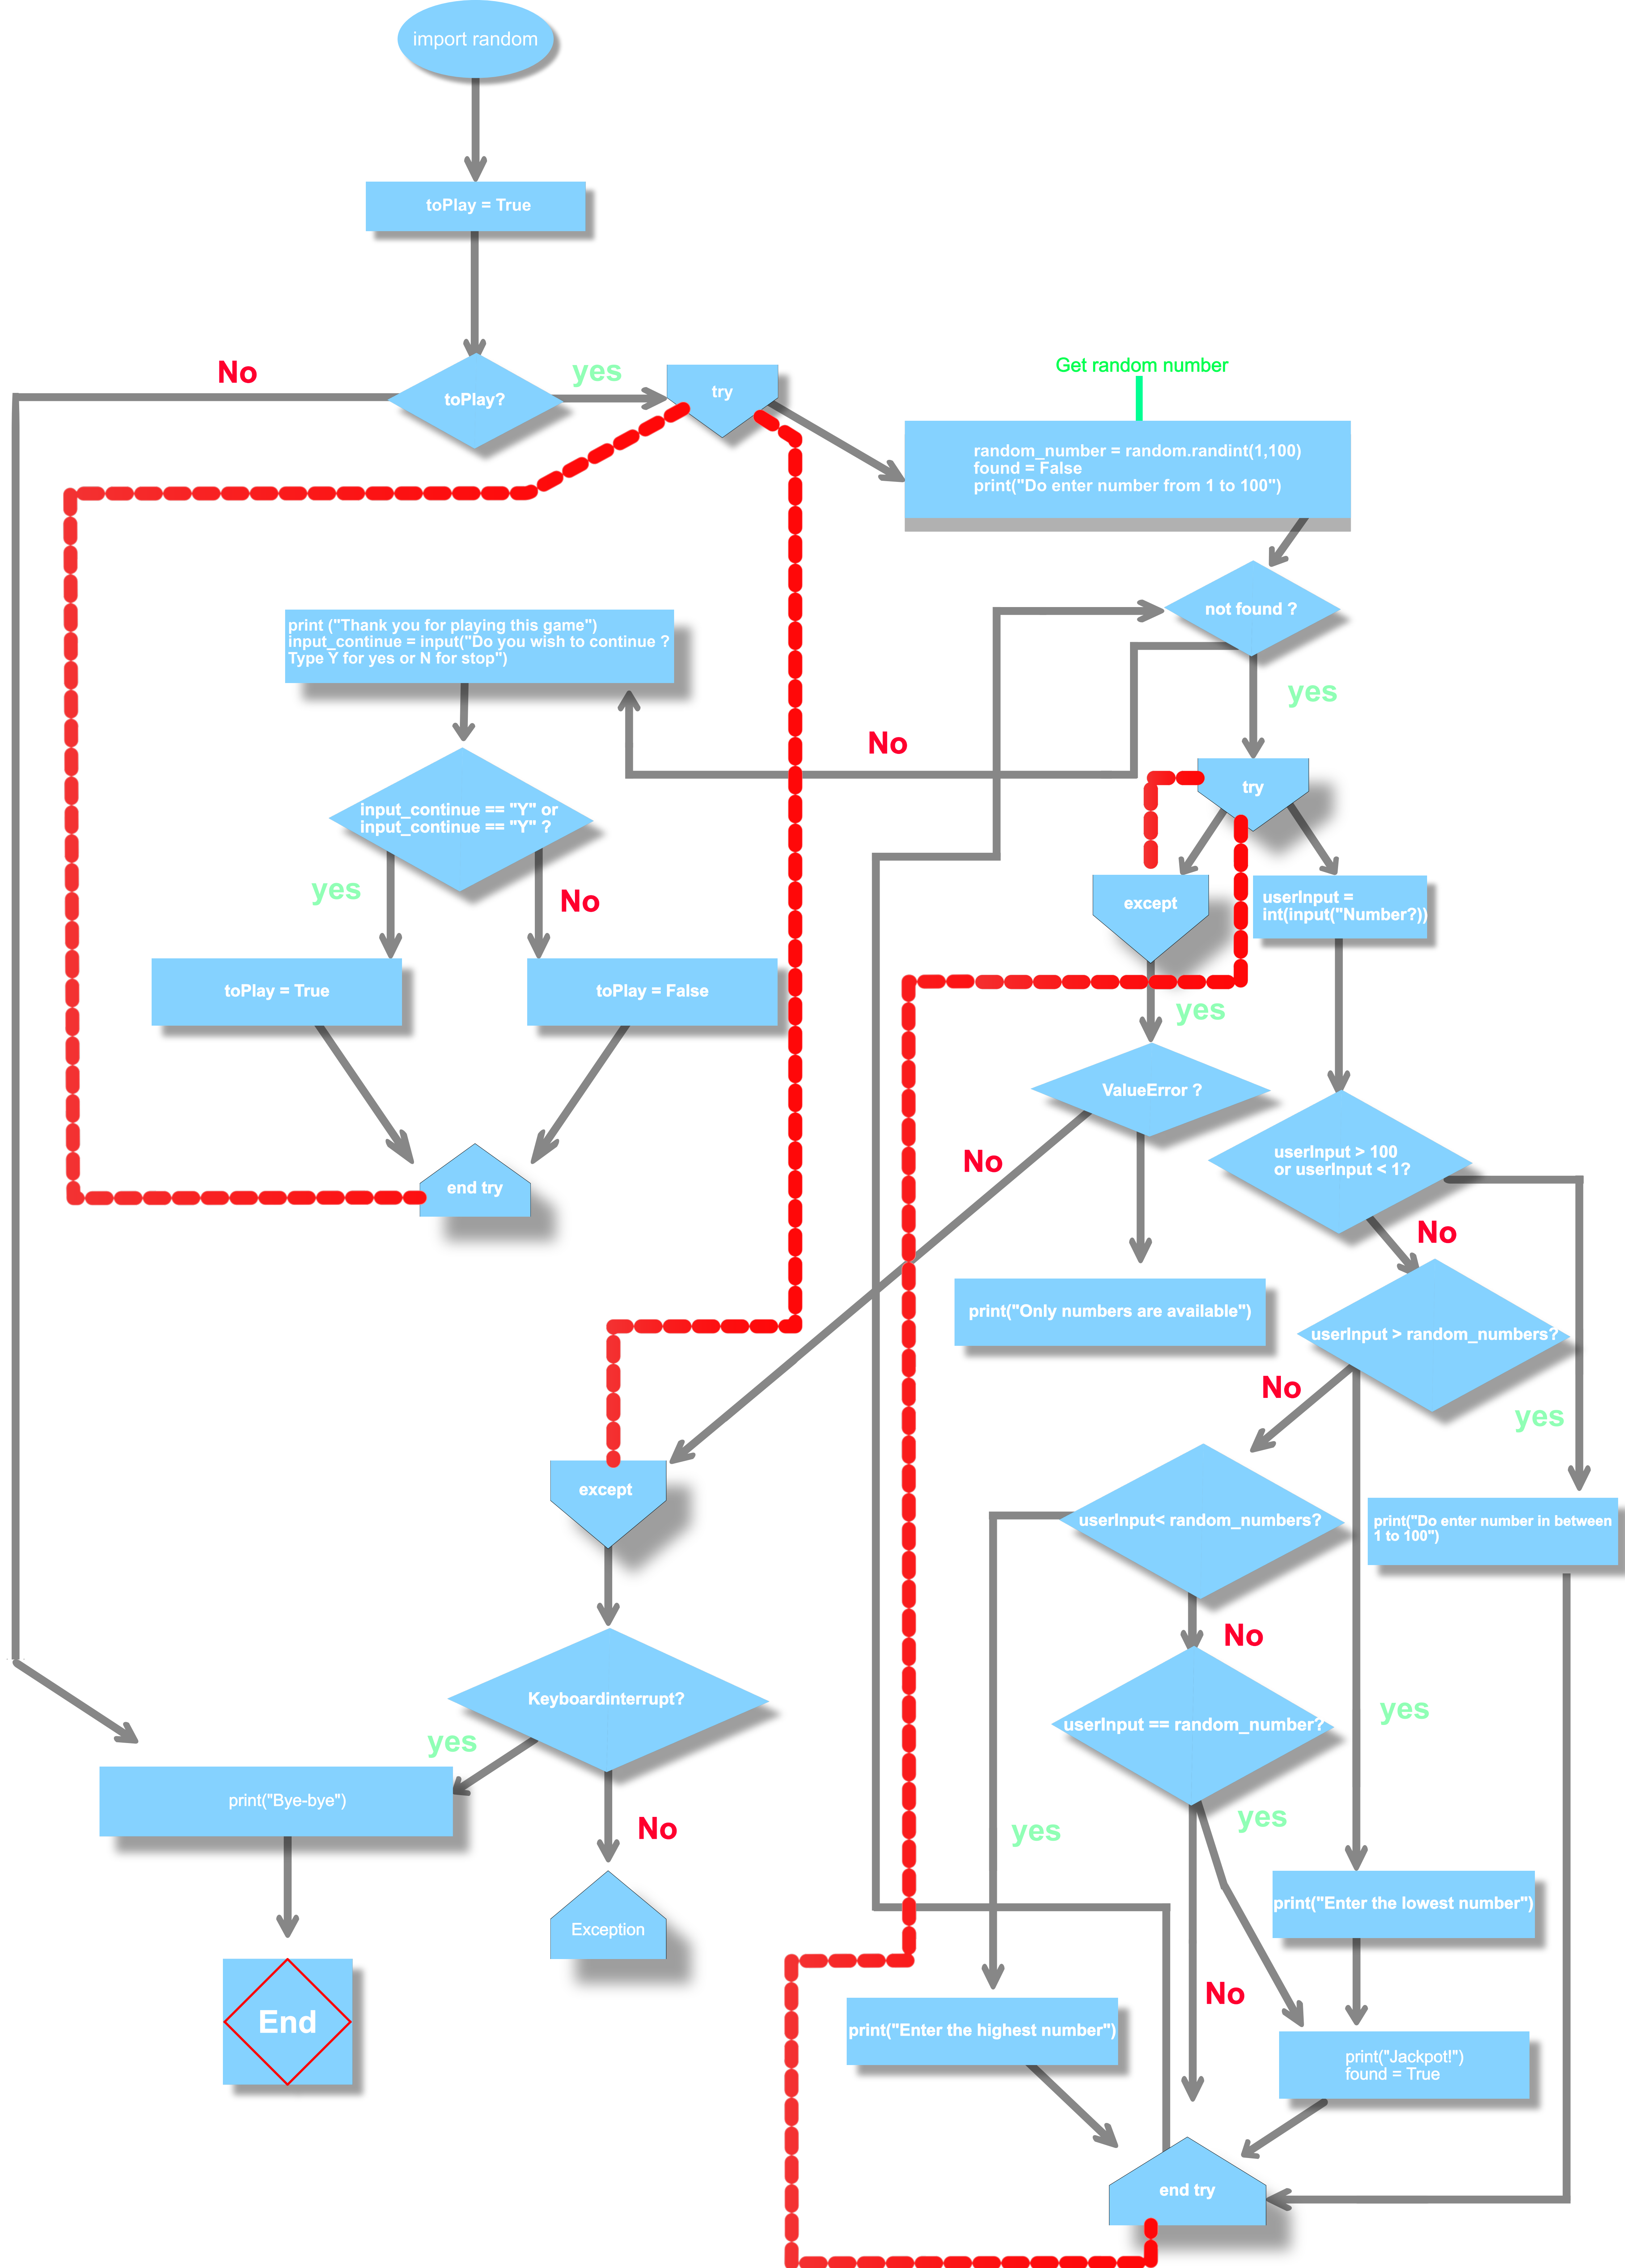 import random
toPlay = True
No
yes
toPlay?
try
Get random number
random_number = random.randint(1,100)
found = False
print("Do enter number from 1 to 100")
not found ?
print ("Thank you for playing this game")
input_continue = input("Do you wish to continue ?
Type Y for yes or N for stop")
yes
No
try
input_continue == "Y" or
input_continue == "Y" ?
yes
No
except
userInput =
int(input("Number?))
toPlay = True
toPlay = False
yes
ValueError ?
No
userInput > 100
or userInput < 1?
end try
No
print("Only numbers are available")
userInput > random_numbers?
No
yes
except
userInput< random_numbers?
print("Do enter number in between
1 to 100")
No
Keyboardinterrupt?
yes
userInput == random_number?
yes
print("Bye-bye")
No
yes
yes
print("Enter the lowest number")
Exception
No
End
print("Enter the highest number")
print("Jackpot!")
found = True
end try